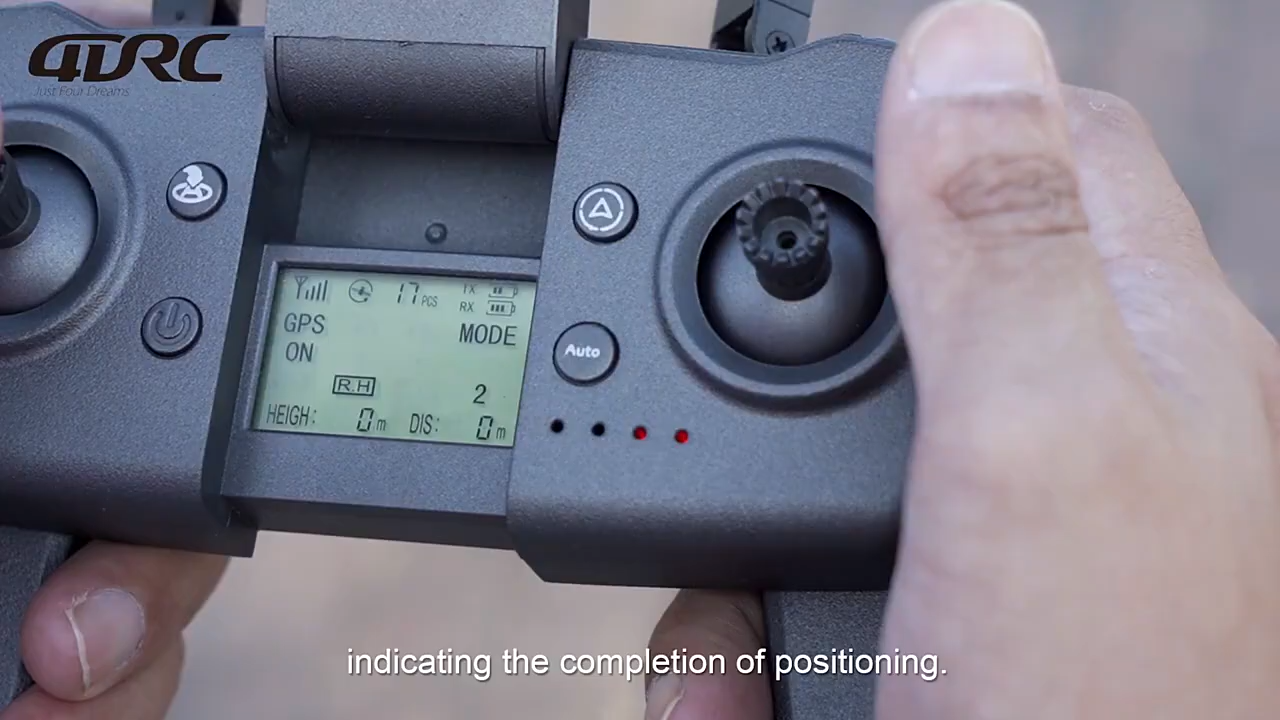 4DRC
Just Four Dreams
17 PCS
TX
RX
GPS
MODE
ON
R.H
2
HEIGH: 0m DIS: 0m
Auto
indicating the completion of positioning.